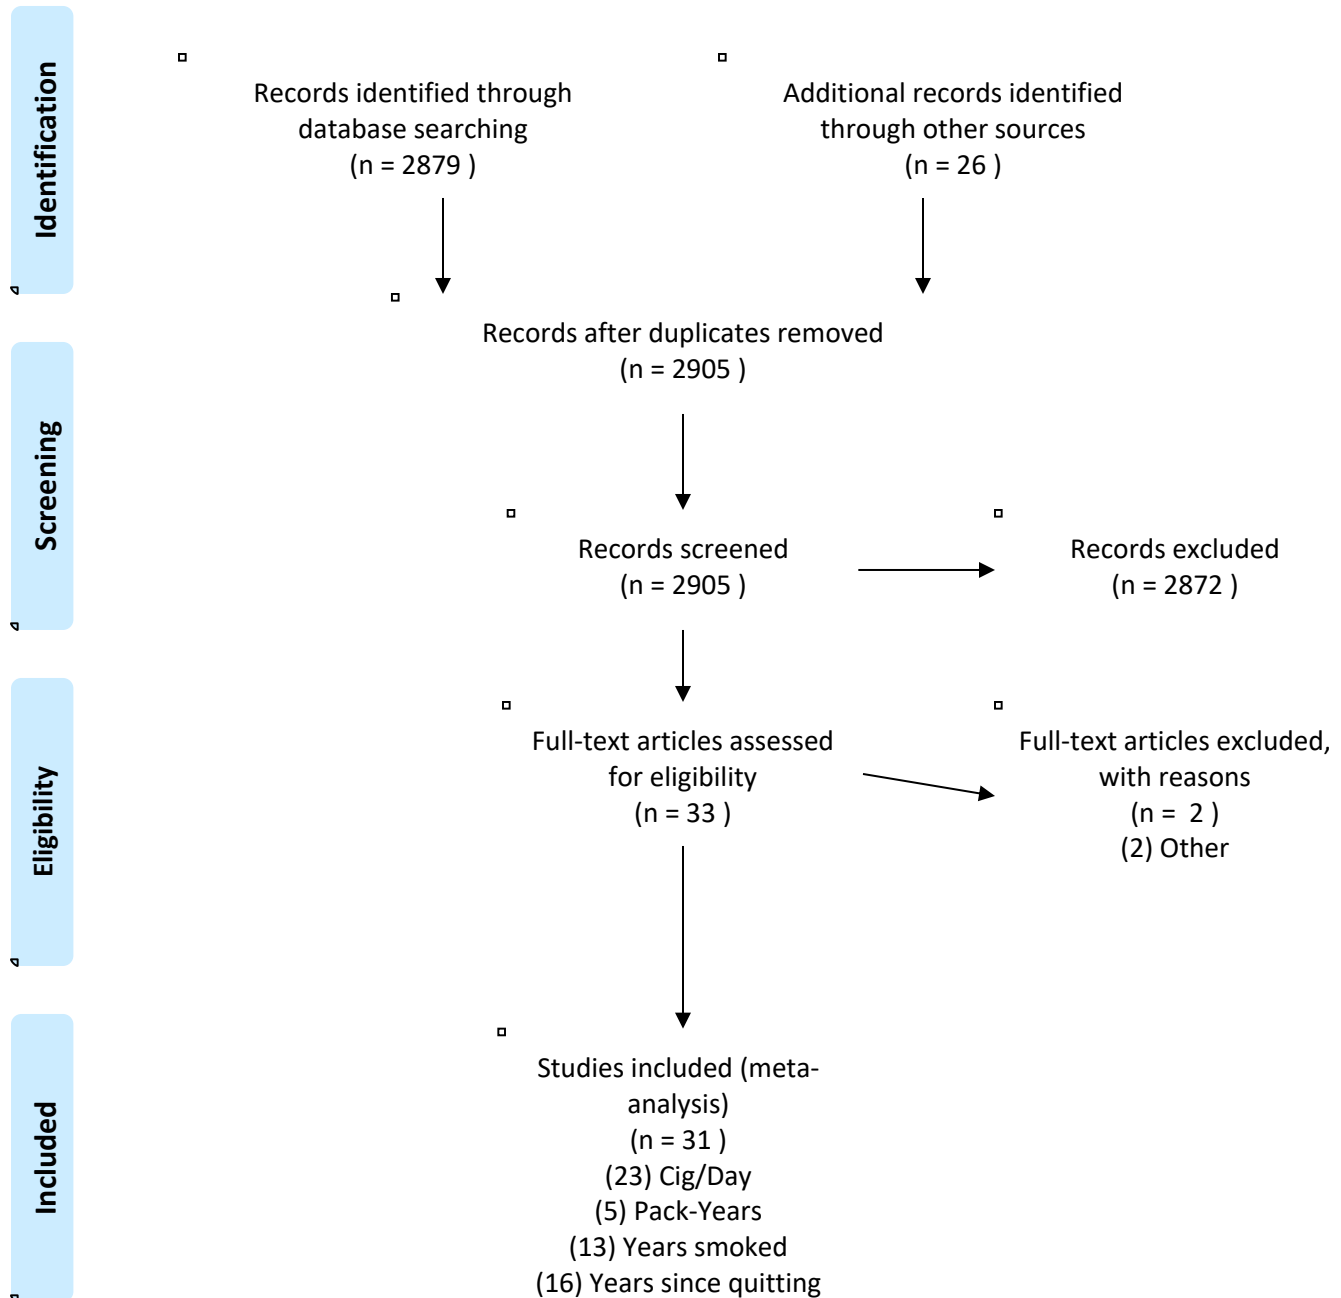 Identification
Records identified through
database searching
(n = 2879 )
Additional records identified
through other sources
(n = 26 )
Records after duplicates removed
(n = 2905 )
Screening
Records screened
(n = 2905 )
Records excluded
(n = 2872 )
Eligibility
Full-text articles assessed
for eligibility
(n = 33 )
Full-text articles excluded,
with reasons
(n =  2 )
(2) Other
Included
Studies included (meta-
analysis)
(n = 31 )
(23) Cig/Day
(5) Pack-Years
(13) Years smoked
(16) Years since quitting